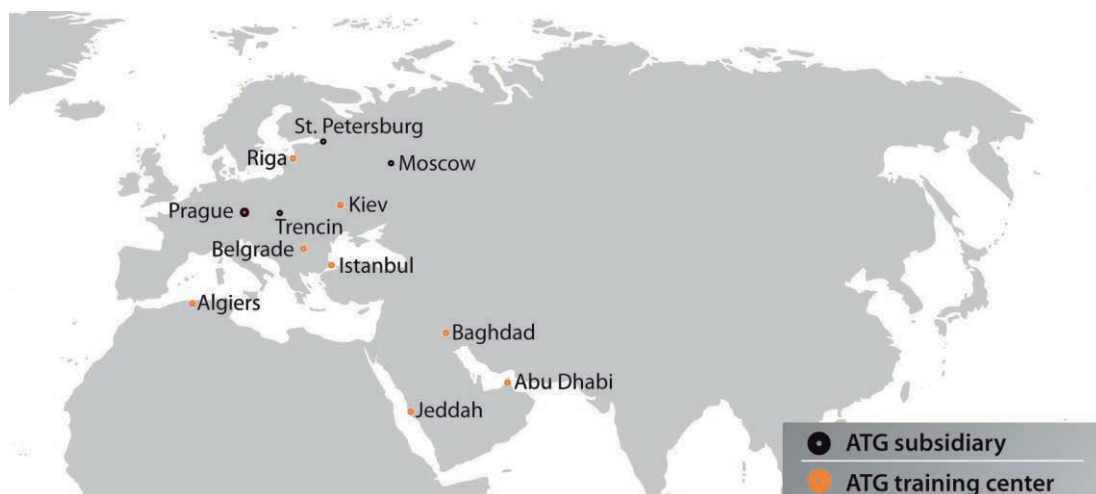 St. Petersburg
Riga
Moscow
Prague
Kiev
Trencin
Belgrade
Istanbul
Algiers
Baghdad
Abu Dhabi
Jeddah
ATG subsidiary
ATG training center